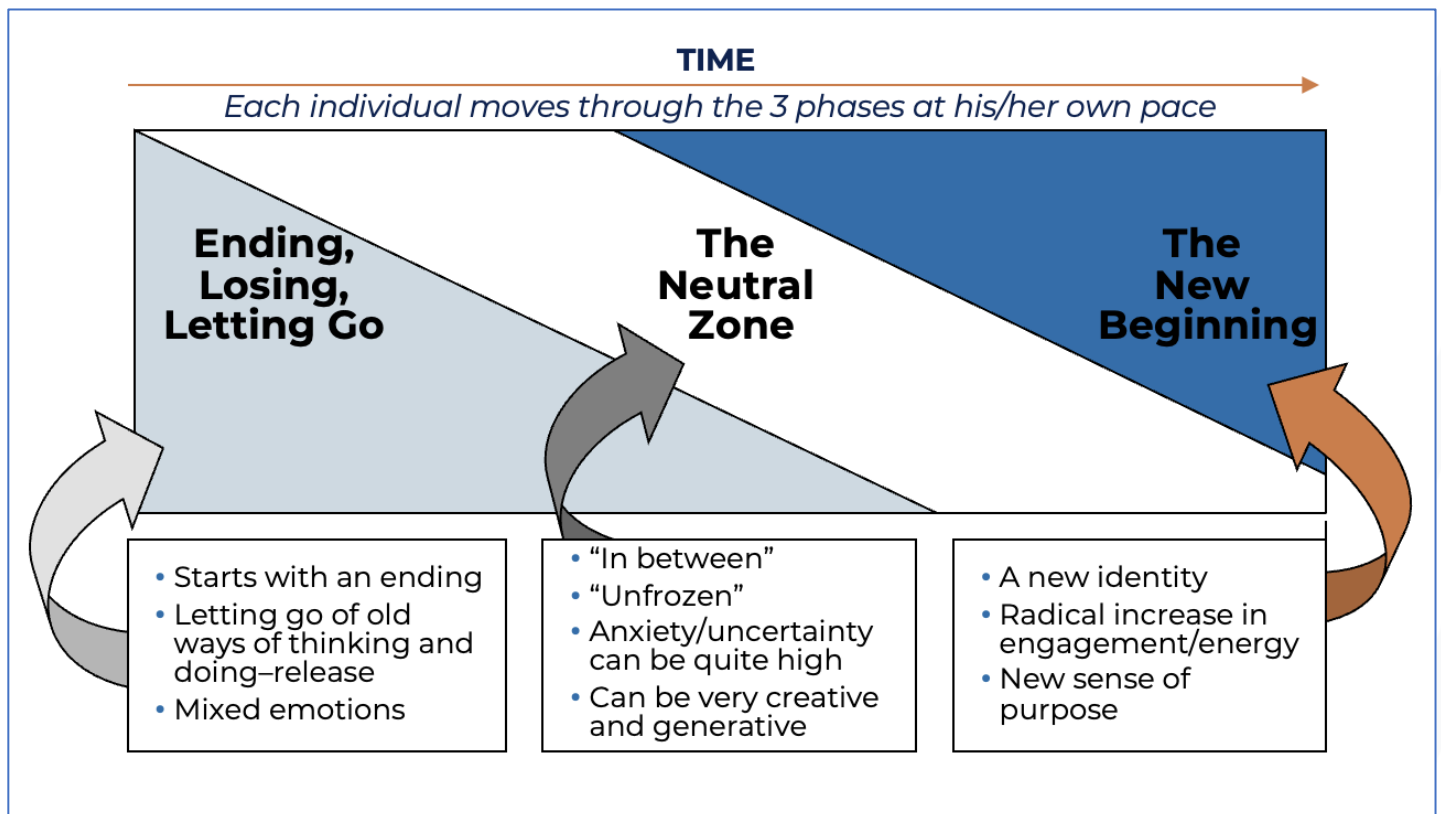 TIME
Each individual moves through the 3 phases at his/her own pace
Ending,
Losing,
Letting Go
The
Neutral
Zone
The
New
Beginning
• Starts with an ending
• Letting go of old
ways of thinking and
doing–release
• Mixed emotions
• “In between”
• “Unfrozen”
• Anxiety/uncertainty
can be quite high
• Can be very creative
and generative
• A new identity
• Radical increase in
engagement/energy
• New sense of
purpose